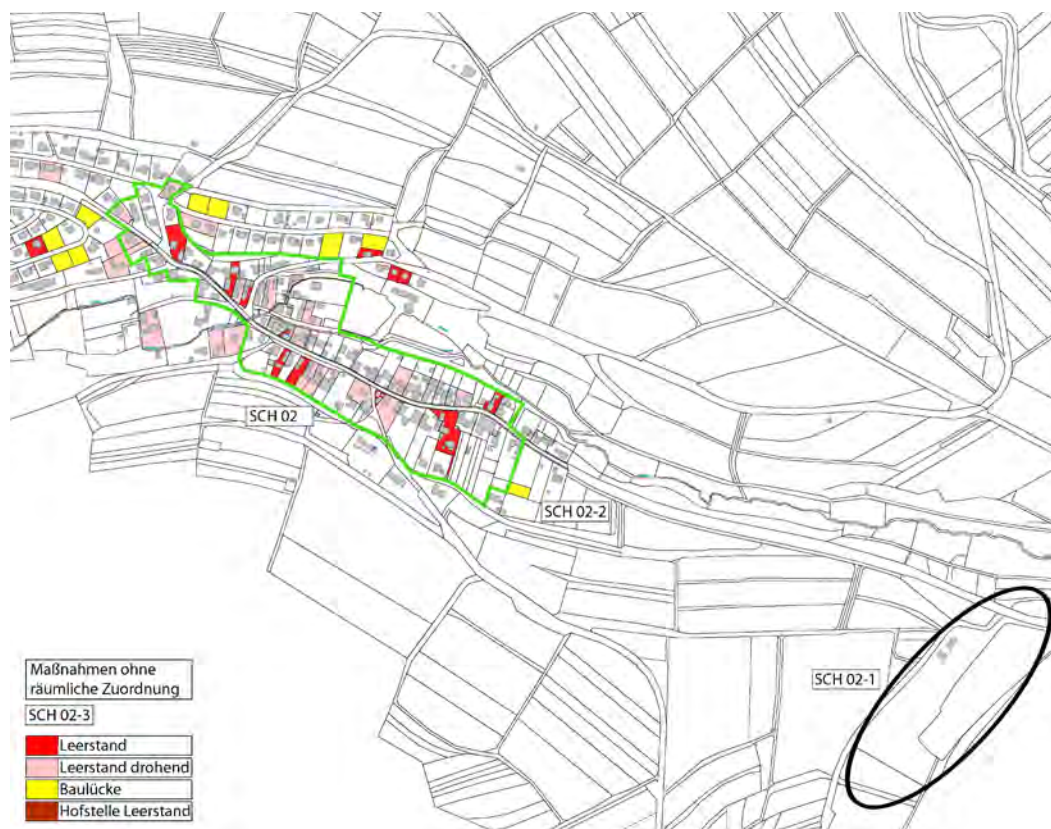 SCH 02
SCH 02-2
SCH 02-1
Maßnahmen ohne
räumliche Zuordnung
SCH 02-3
Leerstand
Leerstand drohend
Baulücke
Hofstelle Leerstand